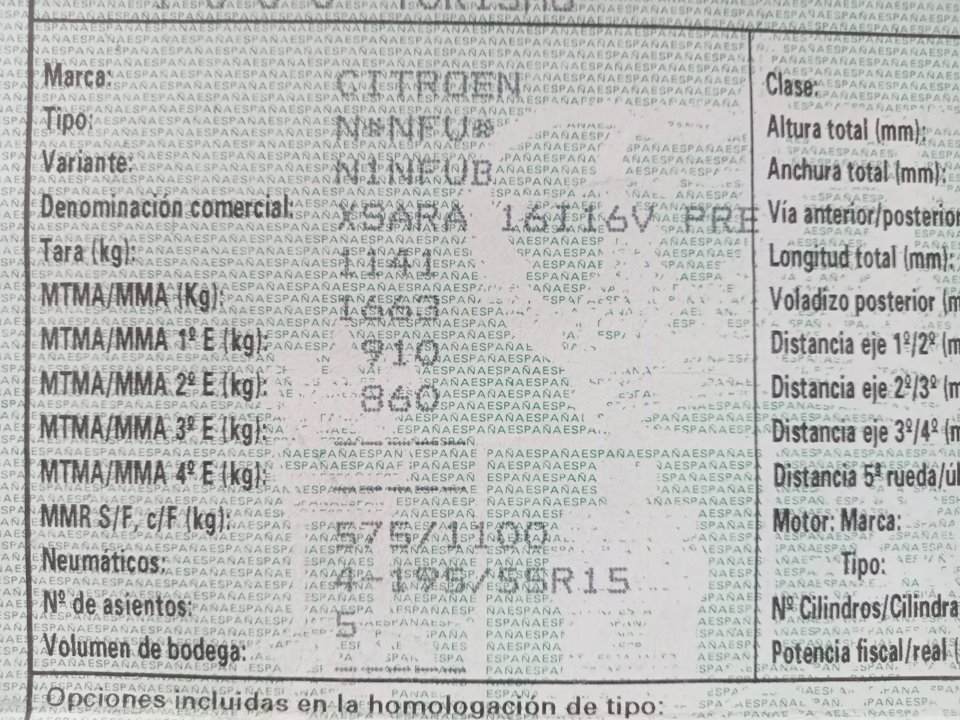 TURISMO
Marca: CITROEN
Tipo: N*NFU*
Variante: N1NFUB
Denominación comercial: XSARA 16I16V PRE
Tara (kg): 1141
MTMA/MMA (Kg): 1663
MTMA/MMA 1º E (kg): 910
MTMA/MMA 2º E (kg): 860
MTMA/MMA 3º E (kg): ------
MTMA/MMA 4º E (kg): ------
MMR S/F, c/F (kg): 575/1100
Neumáticos: 4-195/55R15
Nº de asientos: 5
Volumen de bodega: ------
Clase:
Altura total (mm):
Anchura total (mm):
Vía anterior/posterior
Longitud total (mm):
Voladizo posterior (m
Distancia eje 1º/2º (m
Distancia eje 2º/3º (m
Distancia eje 3º/4º (m
Distancia 5ª rueda/úl
Motor: Marca:
Tipo:
Nº Cilindros/Cilindra
Potencia fiscal/real (
Opciones incluidas en la homologación de tipo: